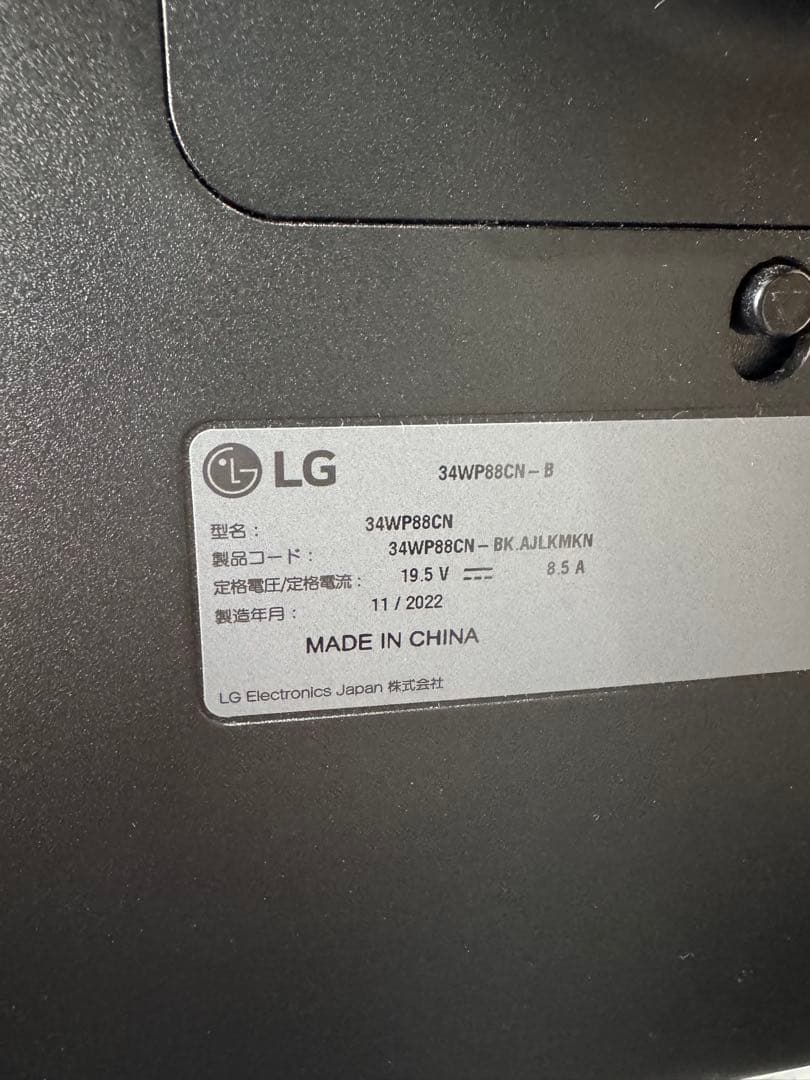 LG 34WP88CN-B
型名: 34WP88CN
製品コード: 34WP88CN-BK.AJLKMKN
定格電圧/定格電流: 19.5 V ⎓ 8.5 A
製造年月: 11 / 2022
MADE IN CHINA
LG Electronics Japan 株式会社